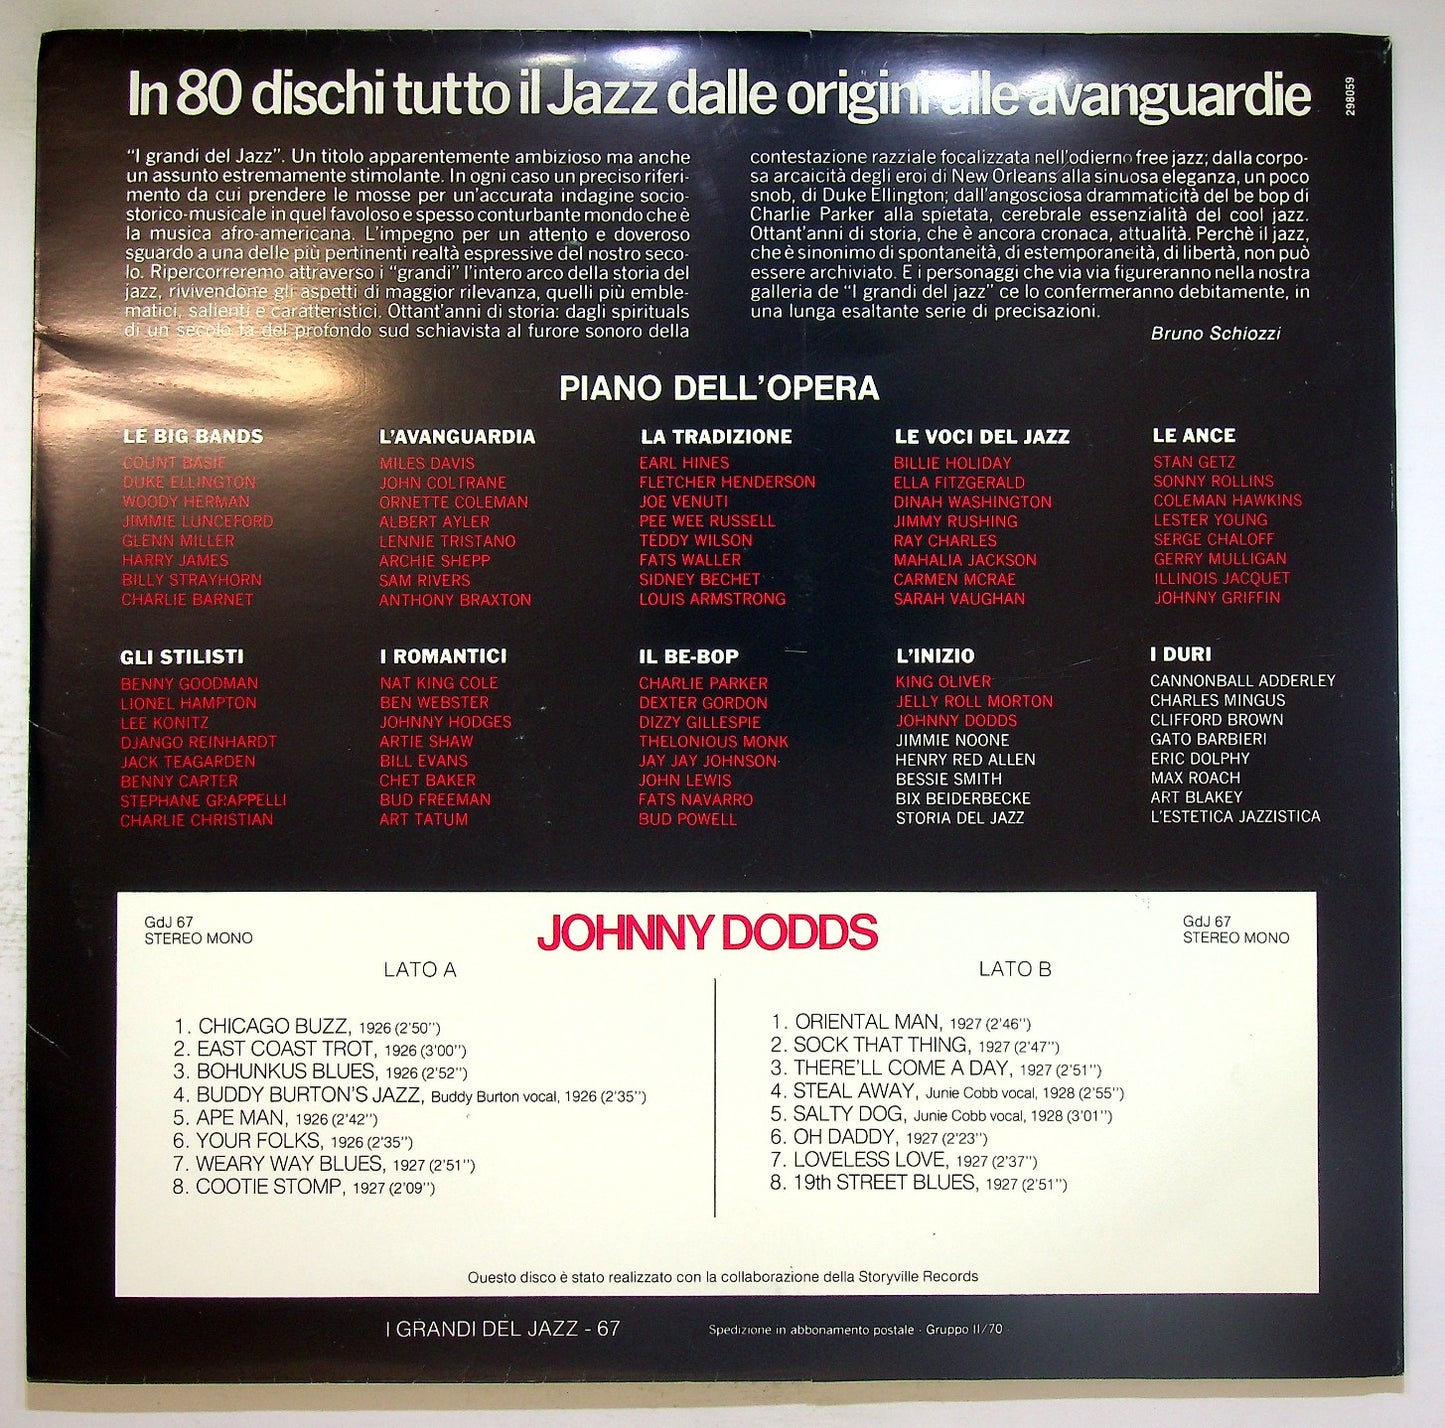 In 80 dischi tutto il Jazz dalle origini alle avanguardie
298059
“I grandi del Jazz”. Un titolo apparentemente ambizioso ma anche
un assunto estremamente stimolante. In ogni caso un preciso riferi-
mento da cui prendere le mosse per un’accurata indagine socio-
storico-musicale in quel favoloso e spesso conturbante mondo che è
la musica afro-americana. L’impegno per un attento e doveroso
sguardo a una delle più pertinenti realtà espressive del nostro seco-
lo. Ripercorreremo attraverso i “grandi” l’intero arco della storia del
jazz, rivivendone gli aspetti di maggior rilevanza, quelli più emble-
matici, salienti e caratteristici. Ottant’anni di storia: dagli spirituals
di un secolo fa del profondo sud schiavista al furore sonoro della
contestazione razziale focalizzata nell’odierno free jazz; dalla corpo-
sa arcaicità degli eroi di New Orleans alla sinuosa eleganza, un poco
snob, di Duke Ellington; dall’angosciosa drammaticità del be bop di
Charlie Parker alla spietata, cerebrale essenzialità del cool jazz.
Ottant’anni di storia, che è ancora cronaca, attualità. Perchè il jazz,
che è sinonimo di spontaneità, di estemporaneità, di libertà, non può
essere archiviato. E i personaggi che via via figureranno nella nostra
galleria de “I grandi del jazz” ce lo confermeranno debitamente, in
una lunga esaltante serie di precisazioni.
Bruno Schiozzi
PIANO DELL’OPERA
LE BIG BANDS
COUNT BASIE
DUKE ELLINGTON
WOODY HERMAN
JIMMIE LUNCEFORD
GLENN MILLER
HARRY JAMES
BILLY STRAYHORN
CHARLIE BARNET
L’AVANGUARDIA
MILES DAVIS
JOHN COLTRANE
ORNETTE COLEMAN
ALBERT AYLER
LENNIE TRISTANO
ARCHIE SHEPP
SAM RIVERS
ANTHONY BRAXTON
LA TRADIZIONE
EARL HINES
FLETCHER HENDERSON
JOE VENUTI
PEE WEE RUSSELL
TEDDY WILSON
FATS WALLER
SIDNEY BECHET
LOUIS ARMSTRONG
LE VOCI DEL JAZZ
BILLIE HOLIDAY
ELLA FITZGERALD
DINAH WASHINGTON
JIMMY RUSHING
RAY CHARLES
MAHALIA JACKSON
CARMEN MCRAE
SARAH VAUGHAN
LE ANCE
STAN GETZ
SONNY ROLLINS
COLEMAN HAWKINS
LESTER YOUNG
SERGE CHALOFF
GERRY MULLIGAN
ILLINOIS JACQUET
JOHNNY GRIFFIN
GLI STILISTI
BENNY GOODMAN
LIONEL HAMPTON
LEE KONITZ
DJANGO REINHARDT
JACK TEAGARDEN
BENNY CARTER
STEPHANE GRAPPELLI
CHARLIE CHRISTIAN
I ROMANTICI
NAT KING COLE
BEN WEBSTER
JOHNNY HODGES
ARTIE SHAW
BILL EVANS
CHET BAKER
BUD FREEMAN
ART TATUM
IL BE-BOP
CHARLIE PARKER
DEXTER GORDON
DIZZY GILLESPIE
THELONIOUS MONK
JAY JAY JOHNSON
JOHN LEWIS
FATS NAVARRO
BUD POWELL
L’INIZIO
KING OLIVER
JELLY ROLL MORTON
JOHNNY DODDS
JIMMIE NOONE
HENRY RED ALLEN
BESSIE SMITH
BIX BEIDERBECKE
STORIA DEL JAZZ
I DURI
CANNONBALL ADDERLEY
CHARLES MINGUS
CLIFFORD BROWN
GATO BARBIERI
ERIC DOLPHY
MAX ROACH
ART BLAKEY
L’ESTETICA JAZZISTICA
GdJ 67
STEREO MONO
JOHNNY DODDS
GdJ 67
STEREO MONO
LATO A
1. CHICAGO BUZZ, 1926 (2’50’’)
2. EAST COAST TROT, 1926 (3’00’’)
3. BOHUNKUS BLUES, 1926 (2’52’’)
4. BUDDY BURTON’S JAZZ, Buddy Burton vocal, 1926 (2’35’’)
5. APE MAN, 1926 (2’42’’)
6. YOUR FOLKS, 1926 (2’35’’)
7. WEARY WAY BLUES, 1927 (2’51’’)
8. COOTIE STOMP, 1927 (2’09’’)
LATO B
1. ORIENTAL MAN, 1927 (2’46’’)
2. SOCK THAT THING, 1927 (2’47’’)
3. THERE’LL COME A DAY, 1927 (2’51’’)
4. STEAL AWAY, Junie Cobb vocal, 1928 (2’55’’)
5. SALTY DOG, Junie Cobb vocal, 1928 (3’01’’)
6. OH DADDY, 1927 (2’23’’)
7. LOVELESS LOVE, 1927 (2’37’’)
8. 19th STREET BLUES, 1927 (2’51’’)
Questo disco è stato realizzato con la collaborazione della Storyville Records
I GRANDI DEL JAZZ - 67
Spedizione in abbonamento postale - Gruppo II/70